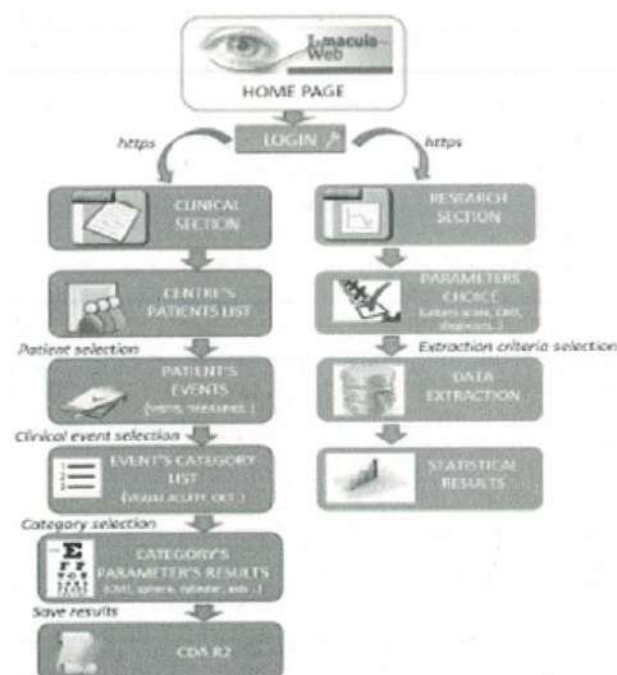 I-macula
Web
HOME PAGE
LOGIN
https
https
CLINICAL
SECTION
RESEARCH
SECTION
CENTRE'S
PATIENTS LIST
PARAMETERS
CHOICE
Patient selection
Extraction criteria selection
PATIENT'S
EVENTS
DATA
EXTRACTION
Clinical event selection
EVENT'S CATEGORY
LIST
(Visual acuity, OCT..)
STATISTICAL
RESULTS
Category selection
CATEGORY'S
PARAMETER'S RESULTS
Save results
CDA R2